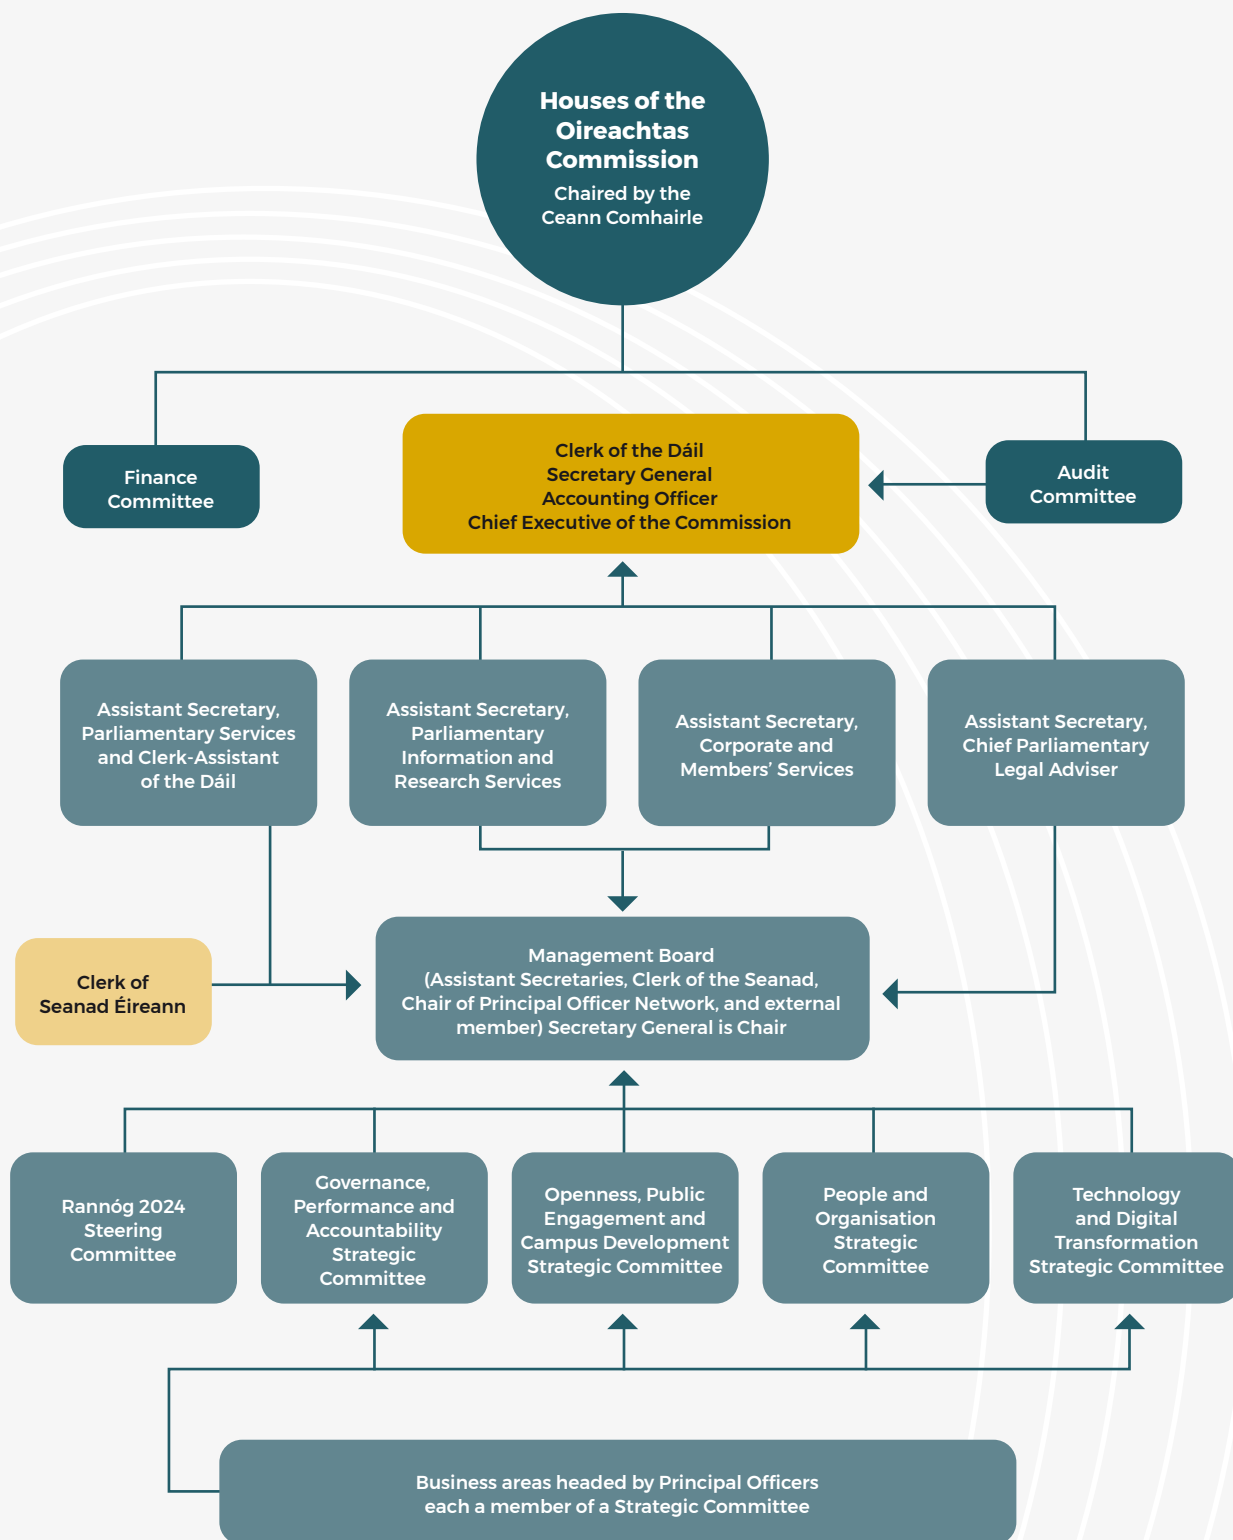 Houses of the
Oireachtas
Commission
Chaired by the
Ceann Comhairle
Finance
Committee
Clerk of the Dáil
Secretary General
Accounting Officer
Chief Executive of the Commission
Audit
Committee
Assistant Secretary,
Parliamentary Services
and Clerk-Assistant
of the Dáil
Assistant Secretary,
Parliamentary
Information and
Research Services
Assistant Secretary,
Corporate and
Members’ Services
Assistant Secretary,
Chief Parliamentary
Legal Adviser
Clerk of
Seanad Éireann
Management Board
(Assistant Secretaries, Clerk of the Seanad,
Chair of Principal Officer Network, and external
member) Secretary General is Chair
Rannóg 2024
Steering
Committee
Governance,
Performance and
Accountability
Strategic
Committee
Openness, Public
Engagement and
Campus Development
Strategic Committee
People and
Organisation
Strategic
Committee
Technology
and Digital
Transformation
Strategic Committee
Business areas headed by Principal Officers
each a member of a Strategic Committee